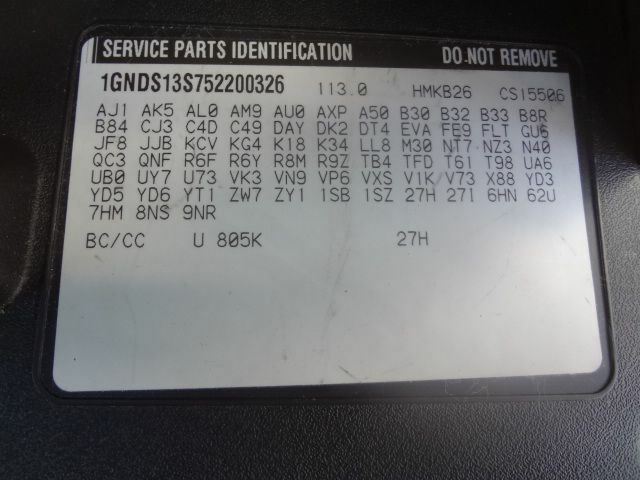 SERVICE PARTS IDENTIFICATION DO NOT REMOVE
1GNDS13S752200326 113.0 HMKB26 CS15506
AJ1 AK5 AL0 AM9 AU0 AXP A50 B30 B32 B33 B8R
B84 CJ3 C4D C49 DAY DK2 DT4 EVA FE9 FLT GU6
JF8 JJB KCV KG4 K18 K34 LL8 M30 NT7 NZ3 N40
QC3 QNF R6F R6Y R8M R9Z TB4 TFD T61 T98 UA6
UB0 UY7 U73 VK3 VN9 VP6 VXS V1K V73 X88 YD3
YD5 YD6 YT1 ZW7 ZY1 1SB 1SZ 27H 27I 6HN 62U
7HM 8NS 9NR
BC/CC U 805K 27H